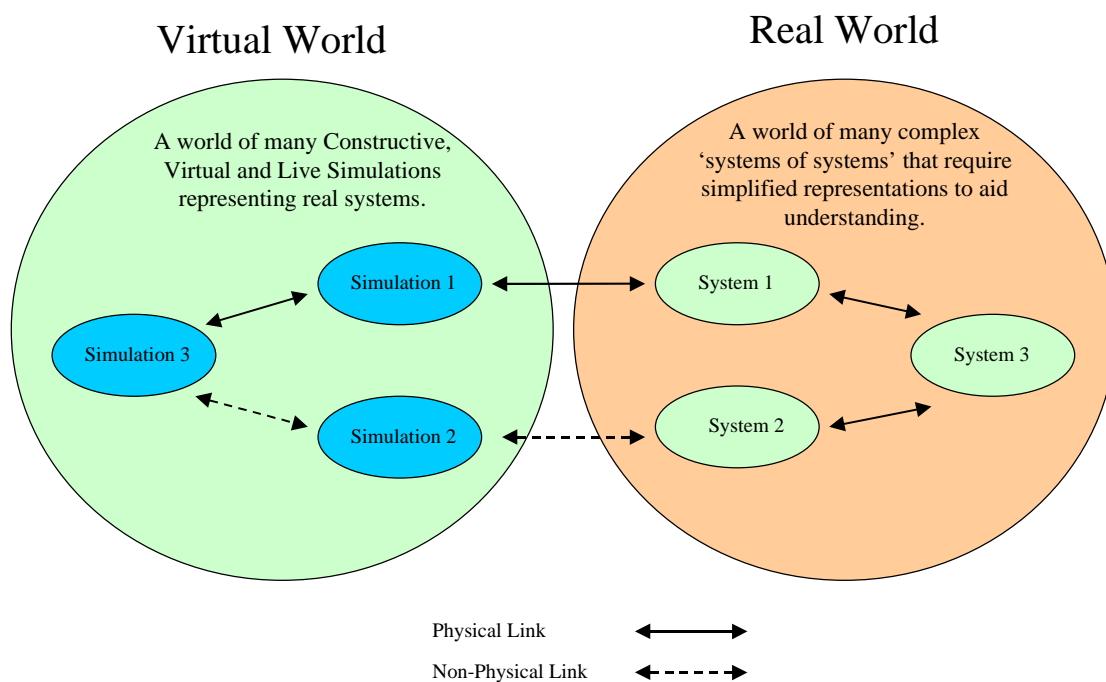 Virtual World
Real World
A world of many Constructive,
Virtual and Live Simulations
representing real systems.
A world of many complex
‘systems of systems’ that require
simplified representations to aid
understanding.
Simulation 1
System 1
Simulation 3
System 3
Simulation 2
System 2
Physical Link
Non-Physical Link